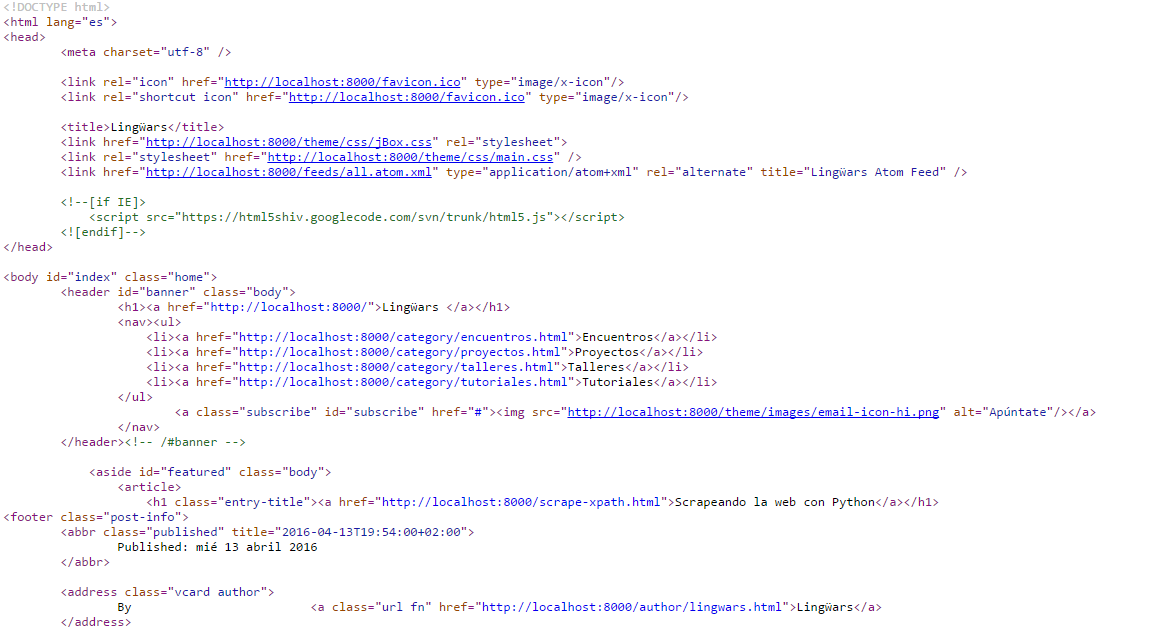 <!DOCTYPE html>
<html lang="es">
<head>
        <meta charset="utf-8" />

        <link rel="icon" href="http://localhost:8000/favicon.ico" type="image/x-icon"/>
        <link rel="shortcut icon" href="http://localhost:8000/favicon.ico" type="image/x-icon"/>

        <title>Lingẅars</title>
        <link href="http://localhost:8000/theme/css/jBox.css" rel="stylesheet">
        <link rel="stylesheet" href="http://localhost:8000/theme/css/main.css" />
        <link href="http://localhost:8000/feeds/all.atom.xml" type="application/atom+xml" rel="alternate" title="Lingẅars Atom Feed" />

        <!--[if IE]>
            <script src="https://html5shiv.googlecode.com/svn/trunk/html5.js"></script>
        <![endif]-->
</head>

<body id="index" class="home">
        <header id="banner" class="body">
                <h1><a href="http://localhost:8000/">Lingẅars </a></h1>
                <nav><ul>
                    <li><a href="http://localhost:8000/category/encuentros.html">Encuentros</a></li>
                    <li><a href="http://localhost:8000/category/proyectos.html">Proyectos</a></li>
                    <li><a href="http://localhost:8000/category/talleres.html">Talleres</a></li>
                    <li><a href="http://localhost:8000/category/tutoriales.html">Tutoriales</a></li>
                </ul>
                        <a class="subscribe" id="subscribe" href="#"><img src="http://localhost:8000/theme/images/email-icon-hi.png" alt="Apúntate"/></a>
                </nav>
        </header><!-- /#banner -->

            <aside id="featured" class="body">
                <article>
                    <h1 class="entry-title"><a href="http://localhost:8000/scrape-xpath.html">Scrapeando la web con Python</a></h1>
<footer class="post-info">
        <abbr class="published" title="2016-04-13T19:54:00+02:00">
                Published: mié 13 abril 2016
        </abbr>

        <address class="vcard author">
                By                         <a class="url fn" href="http://localhost:8000/author/lingwars.html">Lingẅars</a>
        </address>